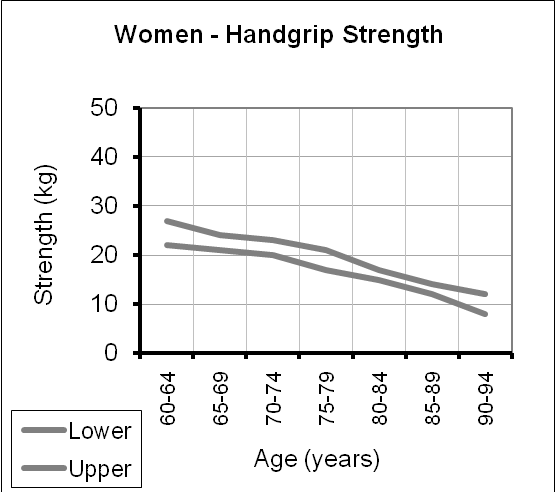 Women - Handgrip Strength
50
40
30
20
10
0
Strength (kg)
60-64
65-69
70-74
75-79
80-84
85-89
90-94
Age (years)
Lower
Upper